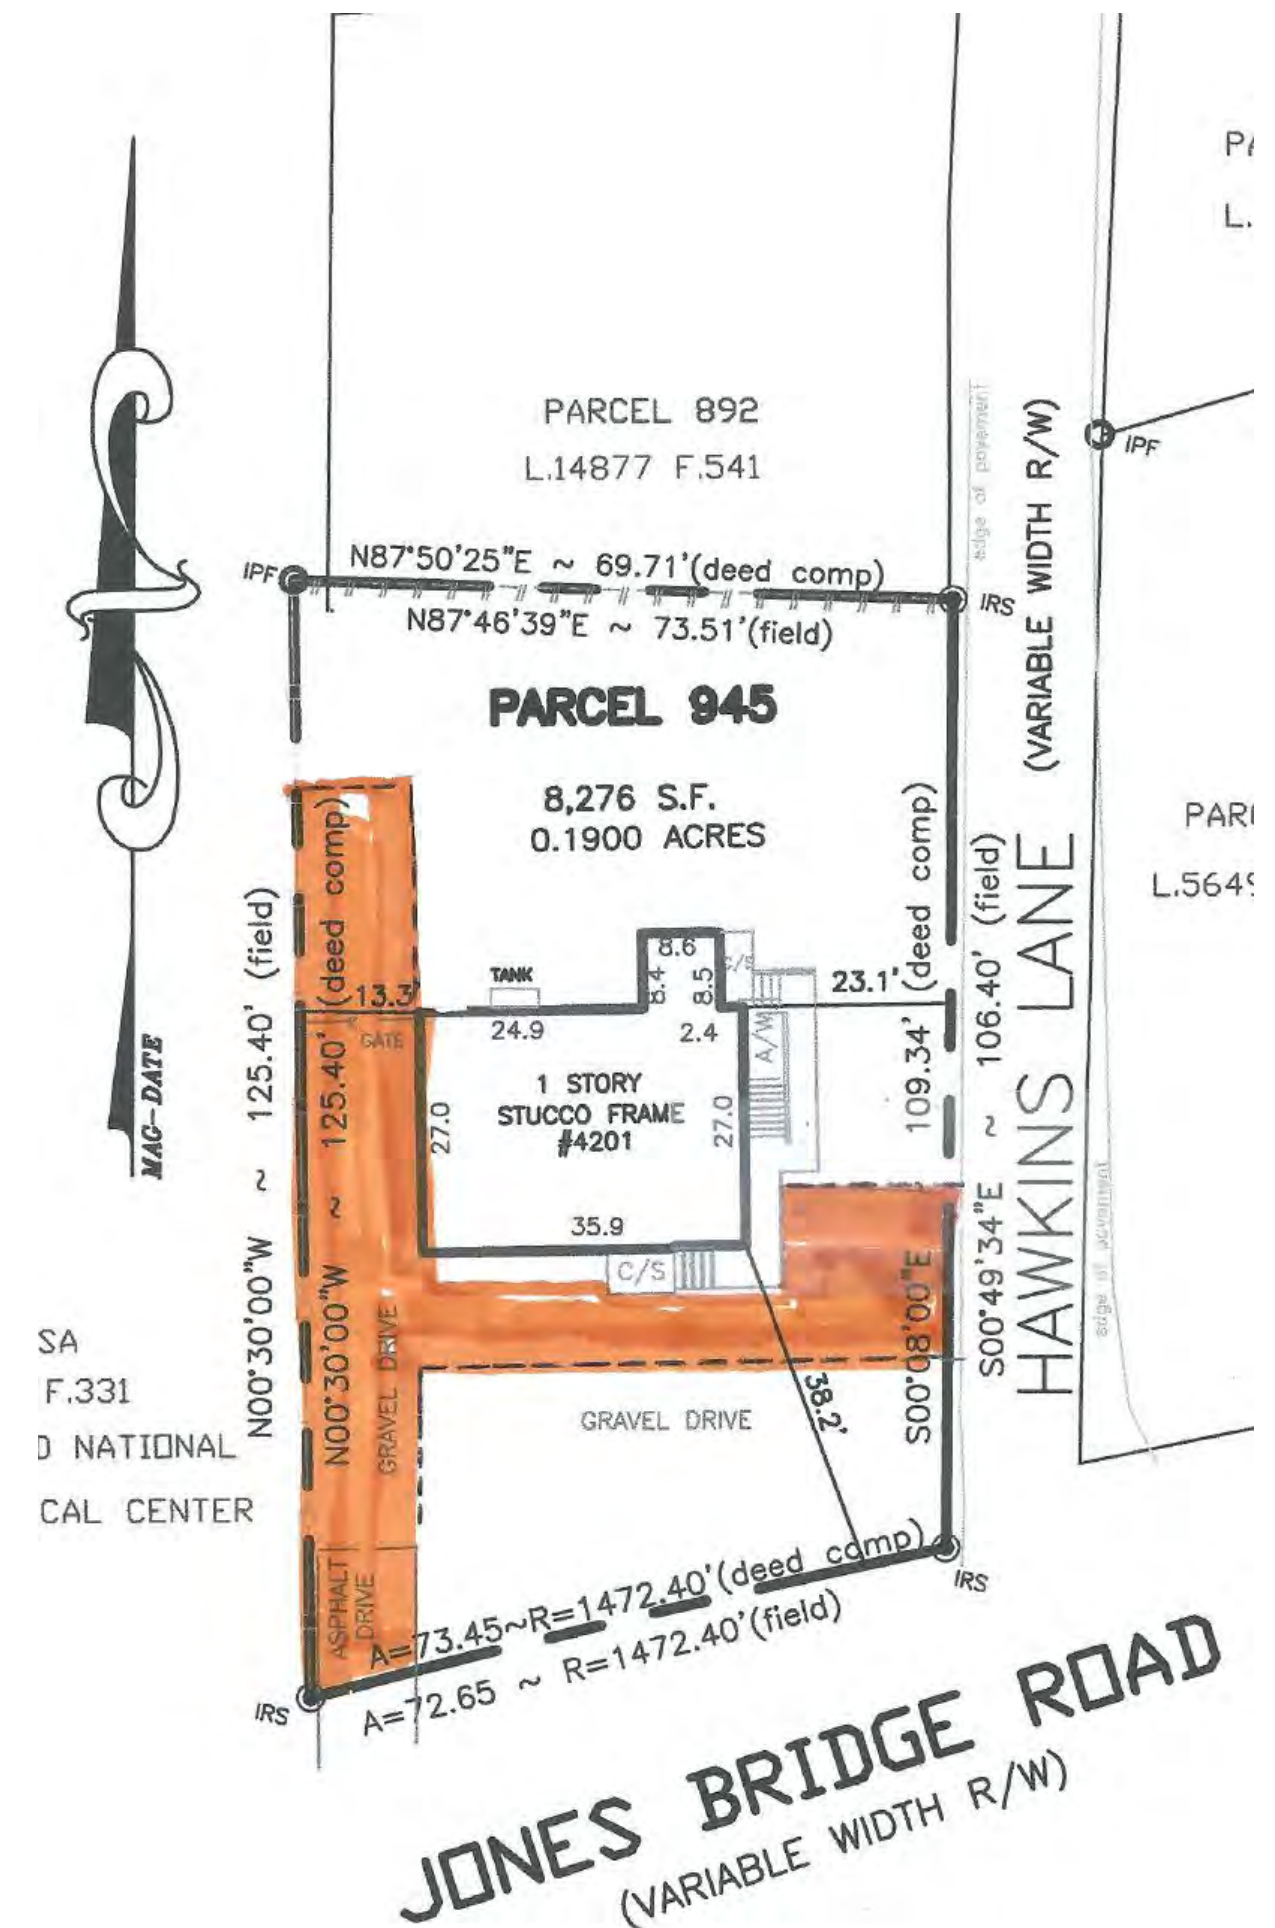 PA
L.
PARCEL 892
L.14877 F.541
edge of pavement
(VARIABLE WIDTH R/W)
IPF
IPF
N87°50'25"E ~ 69.71'(deed comp)
IRS
N87°46'39"E ~ 73.51'(field)
PARCEL 945
8,276 S.F.
0.1900 ACRES
PAR
L.5649
N00°30'00"W ~ 125.40' (field)
N00°30'00"W ~ 125.40' (deed comp)
S00°08'00"E 109.34' (deed comp)
S00°49'34"E ~ 106.40' (field)
HAWKINS LANE
MAG-DATE
TANK
8.6
8.4
8.5
C/S
13.3'
23.1'
GATE
24.9
2.4
A/W
1 STORY
STUCCO FRAME
#4201
27.0
27.0
35.9
C/S
edge of pavement
SA
F.331
D NATIONAL
CAL CENTER
GRAVEL DRIVE
GRAVEL DRIVE
38.2'
ASPHALT
DRIVE
A=73.45~R=1472.40'(deed comp)
A=72.65 ~ R=1472.40'(field)
IRS
IRS
JONES BRIDGE ROAD
(VARIABLE WIDTH R/W)